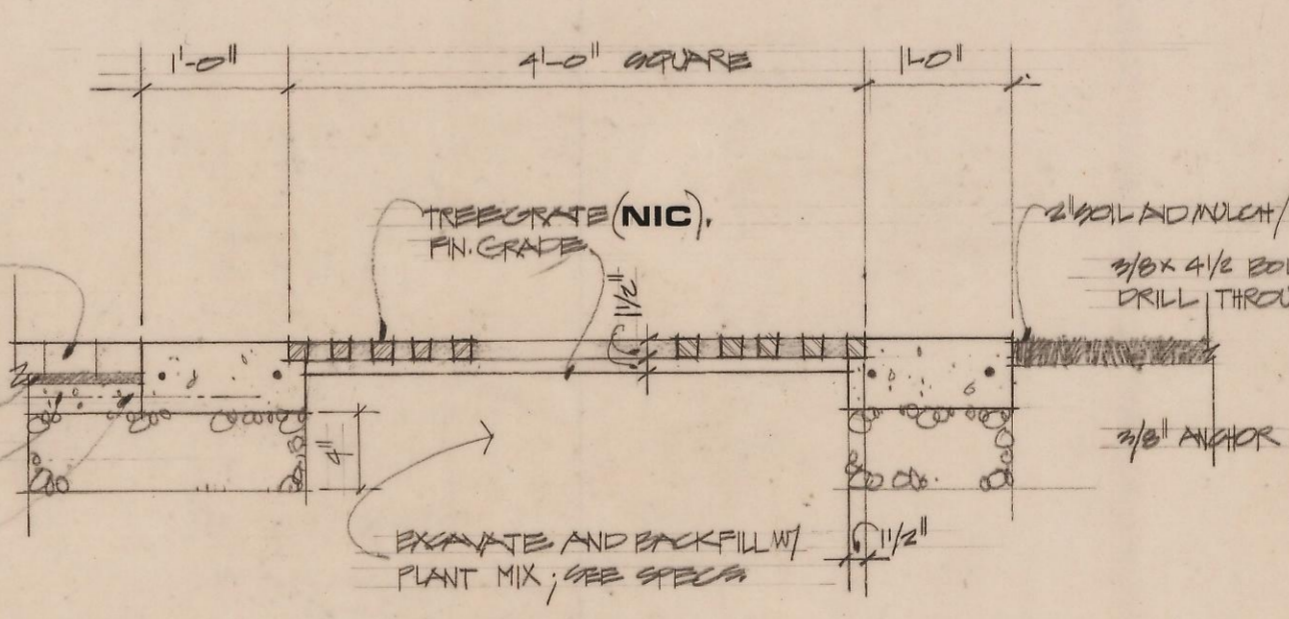 1'-0"
4'-0" SQUARE
1'-0"
TREEGRATE (NIC).
FIN. GRADE
1 1/2"
2" SOIL AND MULCH/
3/8 X 4 1/2
DRILL
3/8" ANCHOR
4"
EXCAVATE AND BACKFILL W/
PLANT MIX; SEE SPECS
1 1/2"